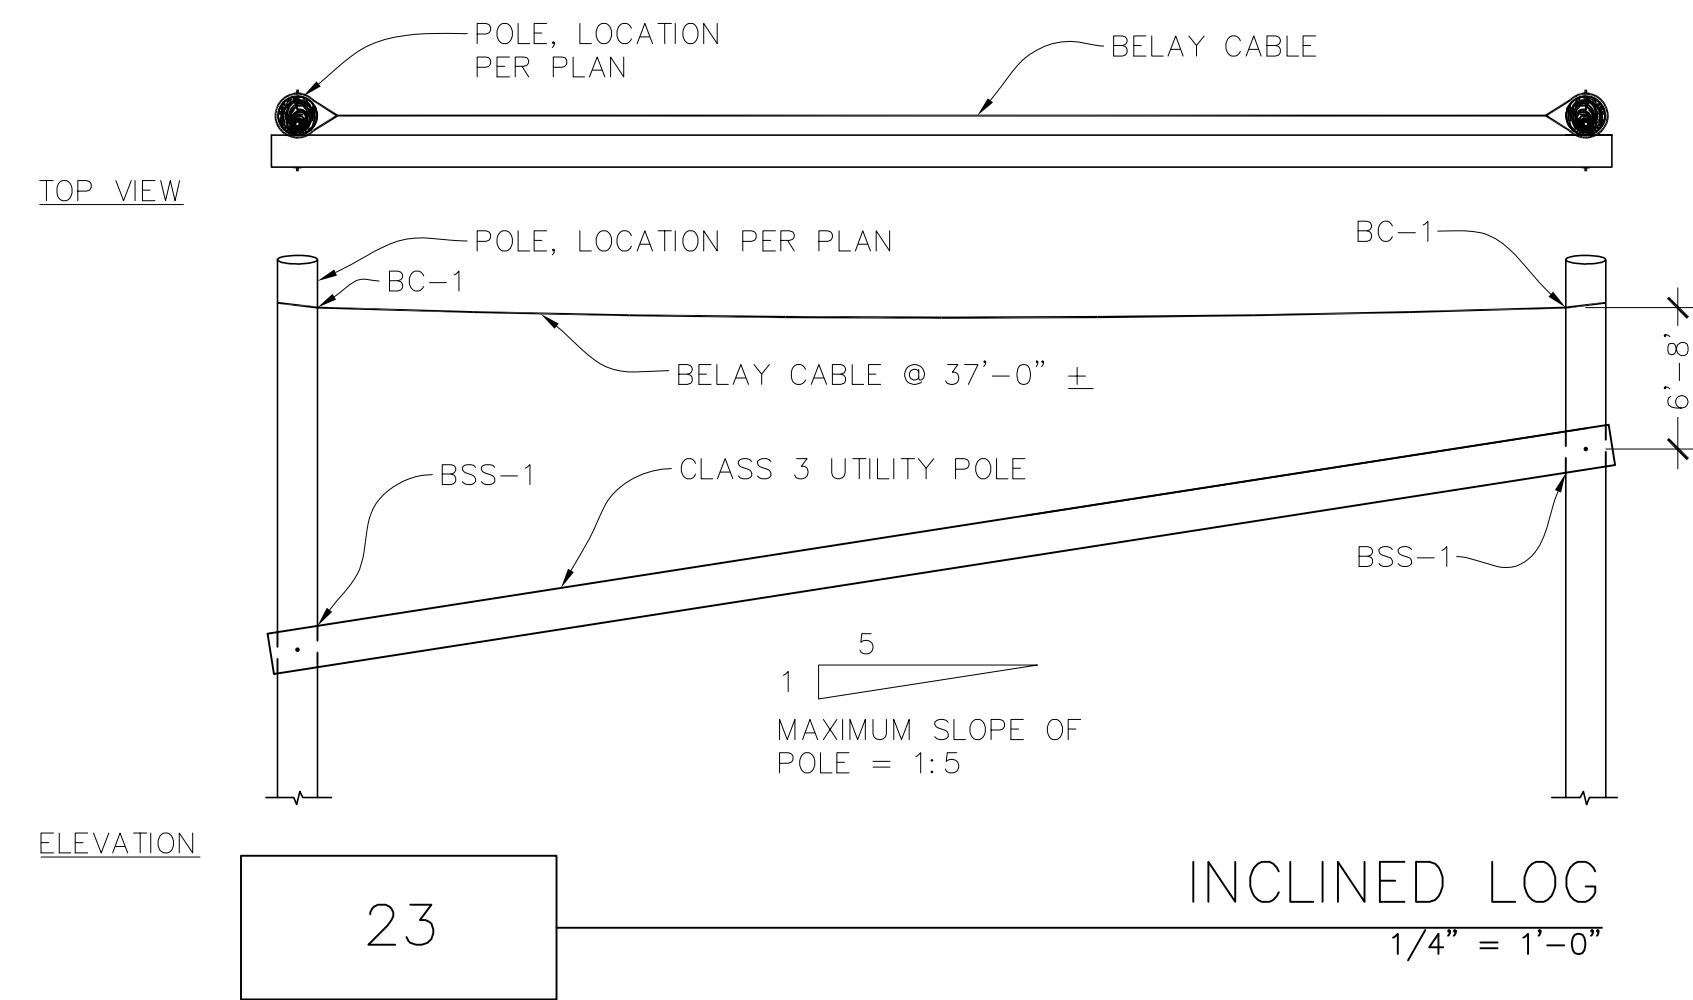 POLE, LOCATION
PER PLAN
BELAY CABLE
TOP VIEW
POLE, LOCATION PER PLAN
BC-1
BC-1
BELAY CABLE @ 37'-0" ±
6'-8'
BSS-1
CLASS 3 UTILITY POLE
BSS-1
5
1
MAXIMUM SLOPE OF
POLE = 1:5
ELEVATION
23
INCLINED LOG
1/4" = 1'-0"